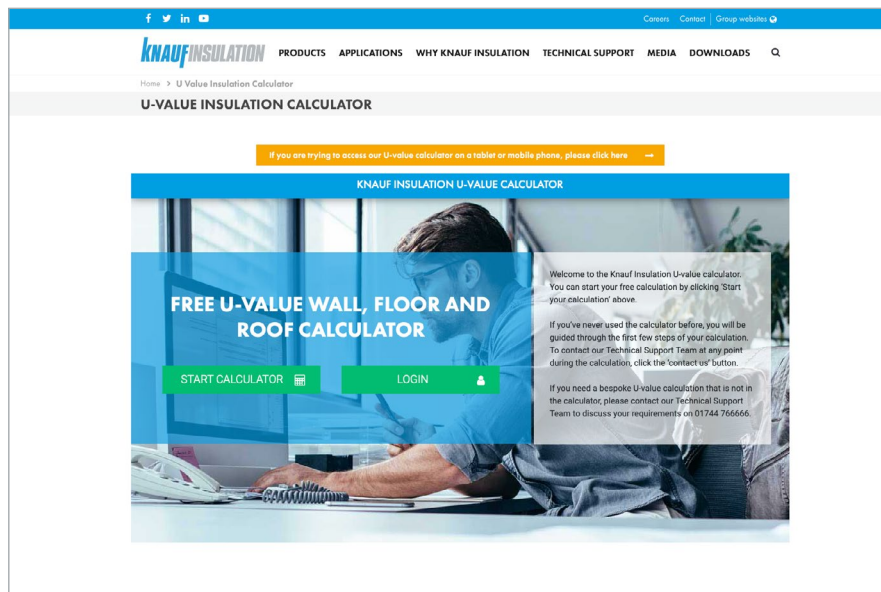 Careers Contact Group websites
KNAUFINSULATION PRODUCTS APPLICATIONS WHY KNAUF INSULATION TECHNICAL SUPPORT MEDIA DOWNLOADS
Home > U Value Insulation Calculator
U-VALUE INSULATION CALCULATOR
If you are trying to access our U-value calculator on a tablet or mobile phone, please click here →
KNAUF INSULATION U-VALUE CALCULATOR
FREE U-VALUE WALL, FLOOR AND
ROOF CALCULATOR
START CALCULATOR
LOGIN
Welcome to the Knauf Insulation U-value calculator.
You can start your free calculation by clicking 'Start
your calculation' above.
If you've never used the calculator before, you will be
guided through the first few steps of your calculation.
To contact our Technical Support Team at any point
during the calculation, click the 'contact us' button.
If you need a bespoke U-value calculation that is not in
the calculator, please contact our Technical Support
Team to discuss your requirements on 01744 766666.